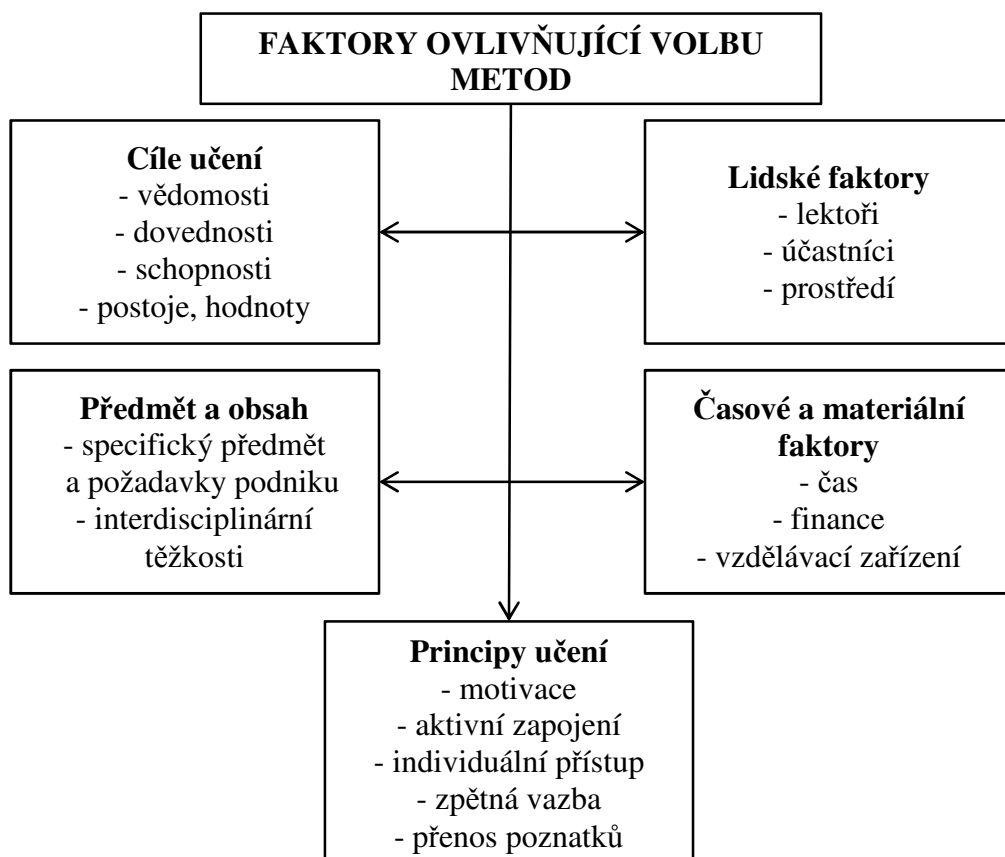 FAKTORY OVLIVŇUJÍCÍ VOLBU
METOD
Cíle učení
- vědomosti
- dovednosti
- schopnosti
- postoje, hodnoty
Lidské faktory
- lektoři
- účastníci
- prostředí
Předmět a obsah
- specifický předmět
a požadavky podniku
- interdisciplinární
těžkosti
Časové a materiální
faktory
- čas
- finance
- vzdělávací zařízení
Principy učení
- motivace
- aktivní zapojení
- individuální přístup
- zpětná vazba
- přenos poznatků